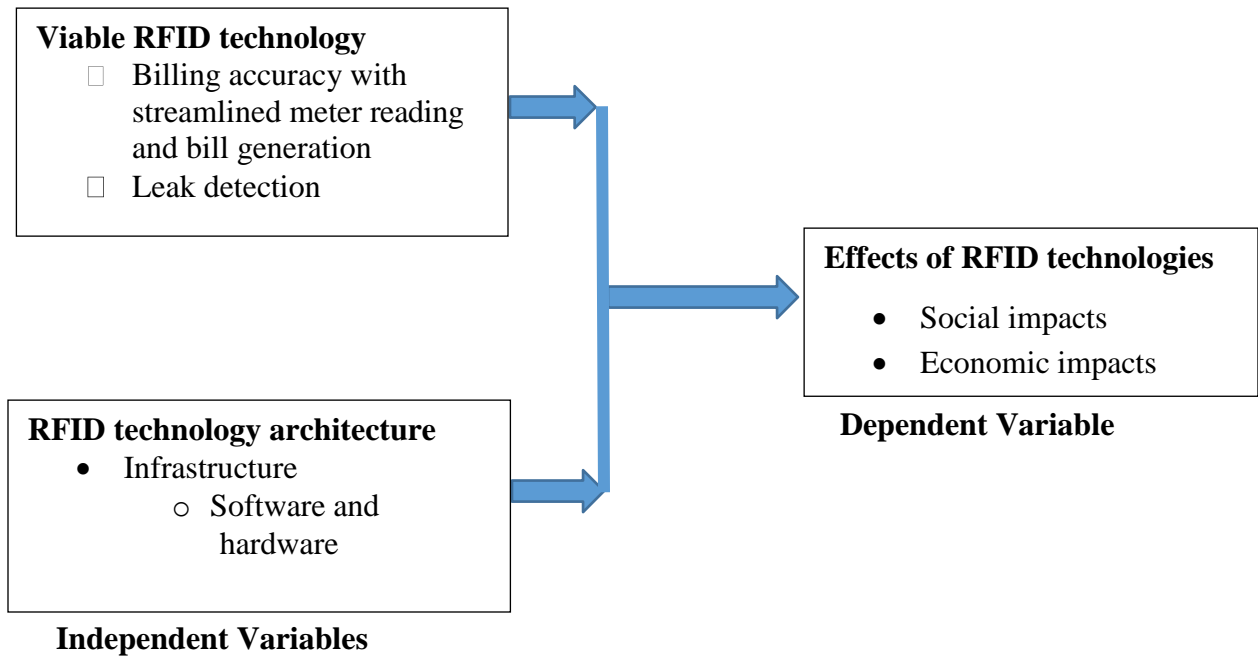 Viable RFID technology
□ Billing accuracy with
streamlined meter reading
and bill generation
□ Leak detection
RFID technology architecture
• Infrastructure
o Software and
hardware
Independent Variables
Effects of RFID technologies
• Social impacts
• Economic impacts
Dependent Variable